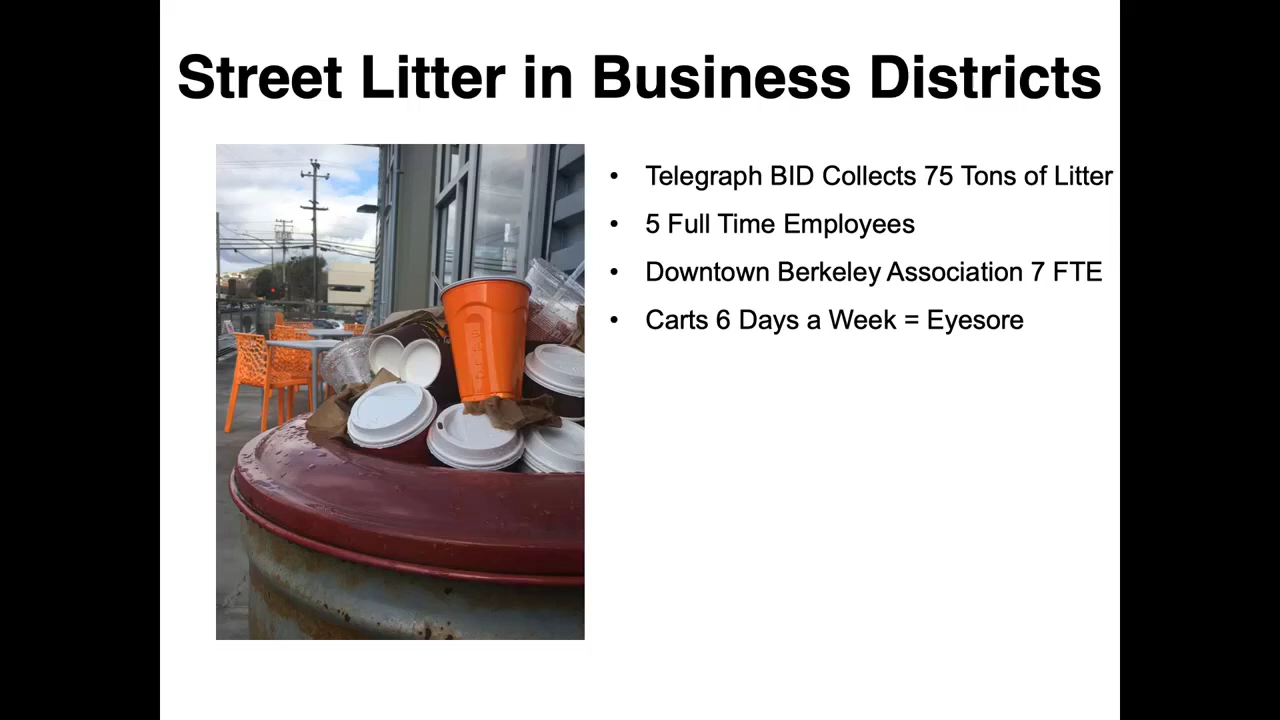 Street Litter in Business Districts
• Telegraph BID Collects 75 Tons of Litter
• 5 Full Time Employees
• Downtown Berkeley Association 7 FTE
• Carts 6 Days a Week = Eyesore